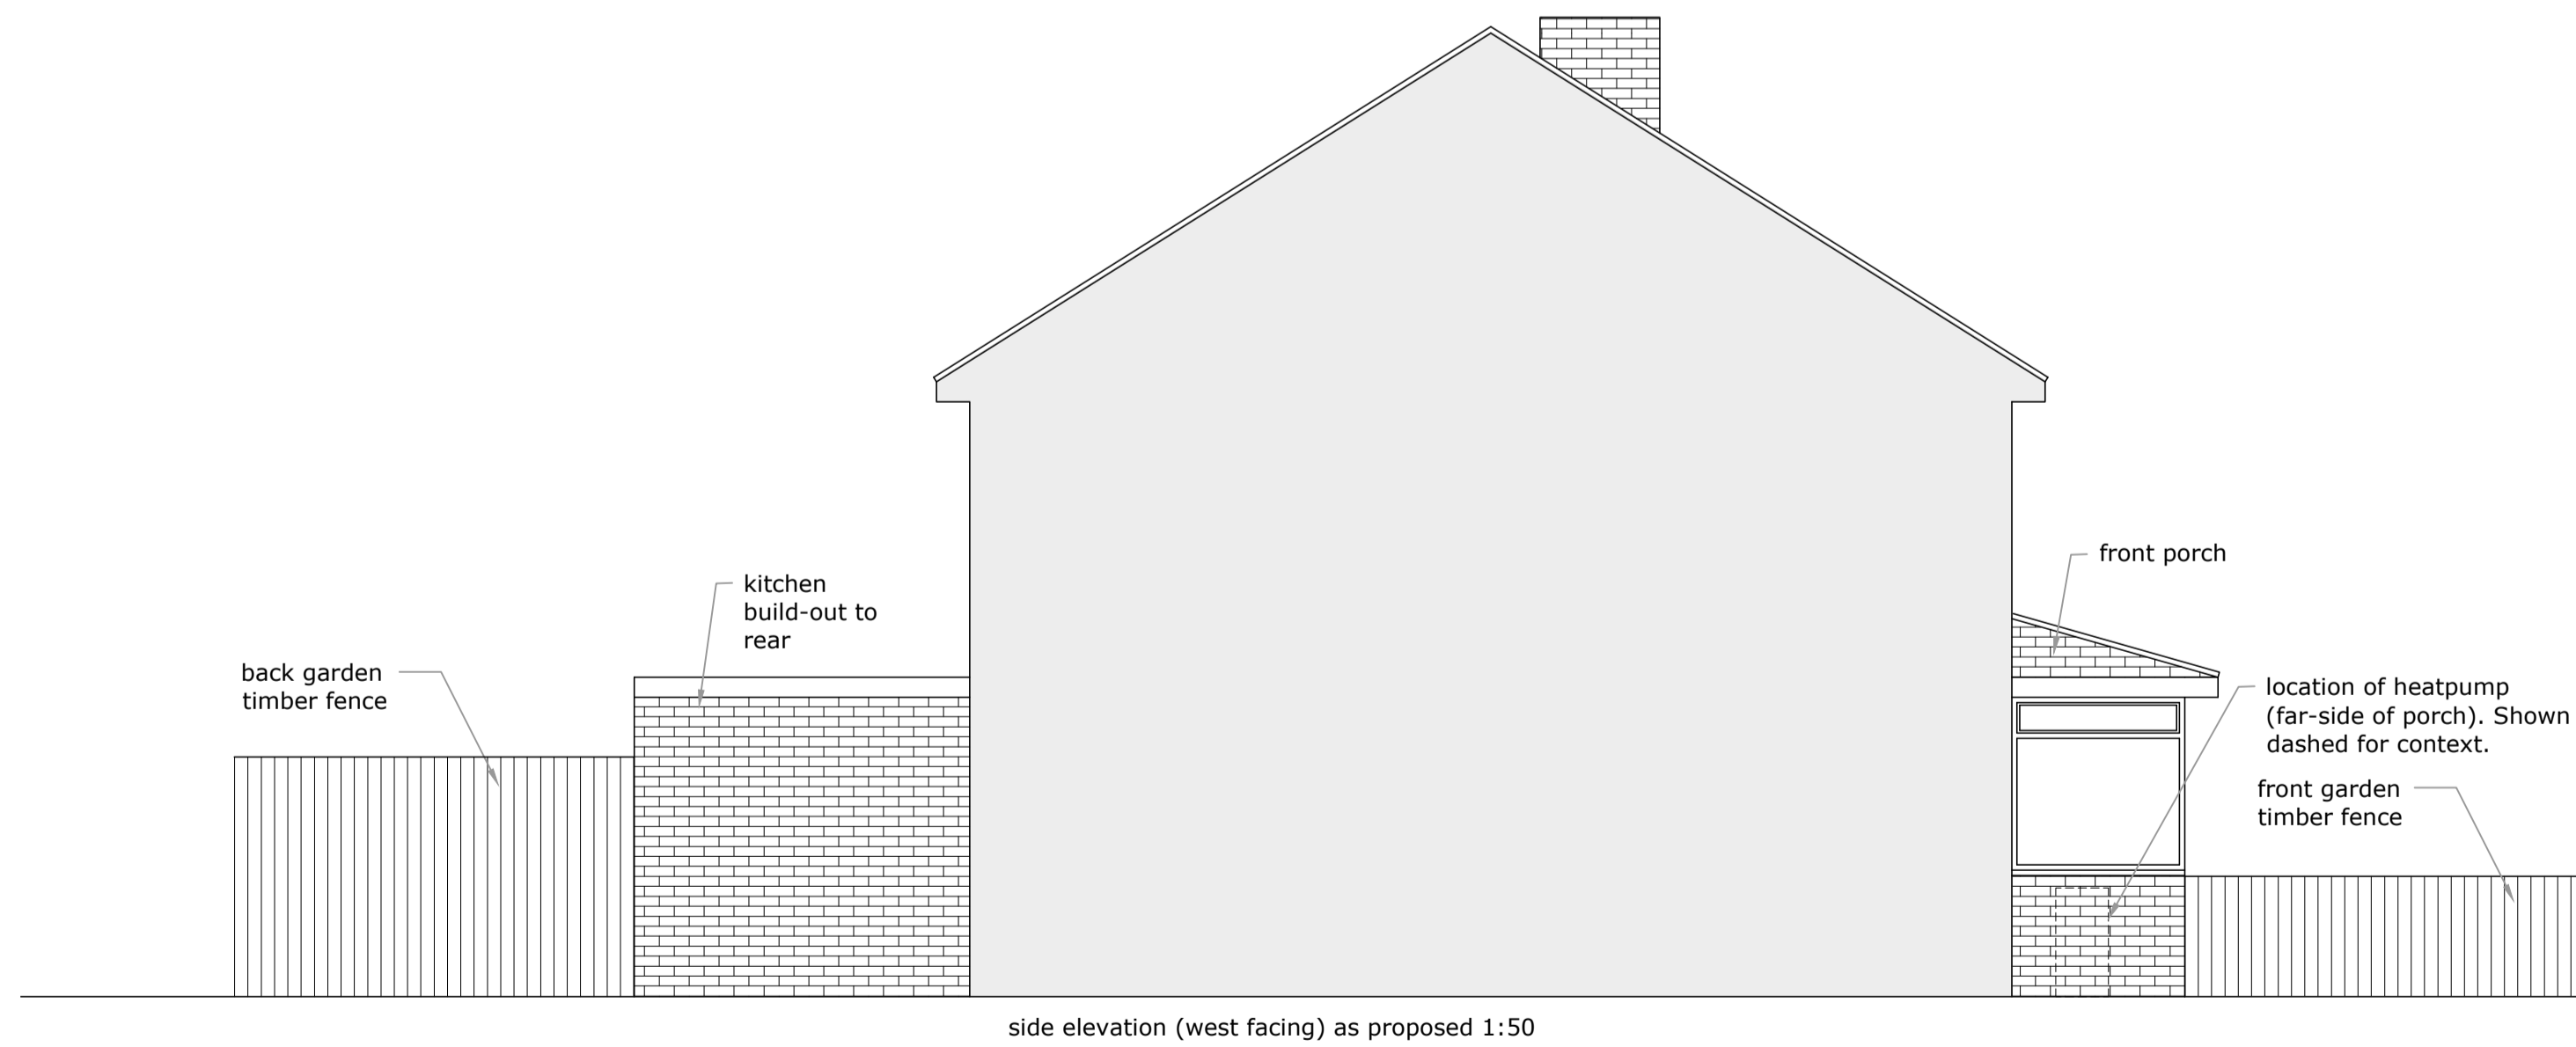 front porch
kitchen
build-out to
rear
back garden
timber fence
location of heatpump
(far-side of porch). Shown
dashed for context.
front garden
timber fence
side elevation (west facing) as proposed 1:50